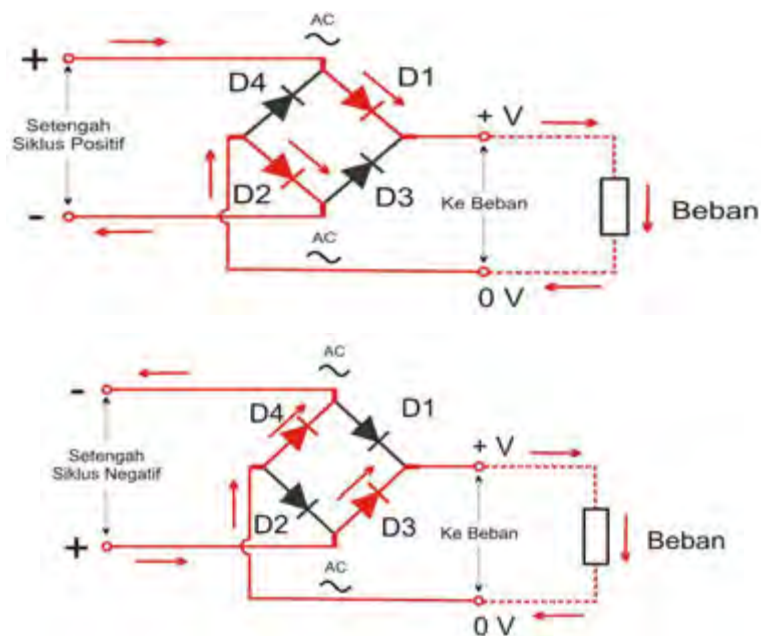 AC
~
+
D4
D1
+ V
Setengah
Siklus Positif
Ke Beban
Beban
D2
D3
-
AC
~
0 V
AC
~
-
D4
D1
+ V
Setengah
Siklus Negatif
Ke Beban
Beban
D2
D3
+
AC
~
0 V